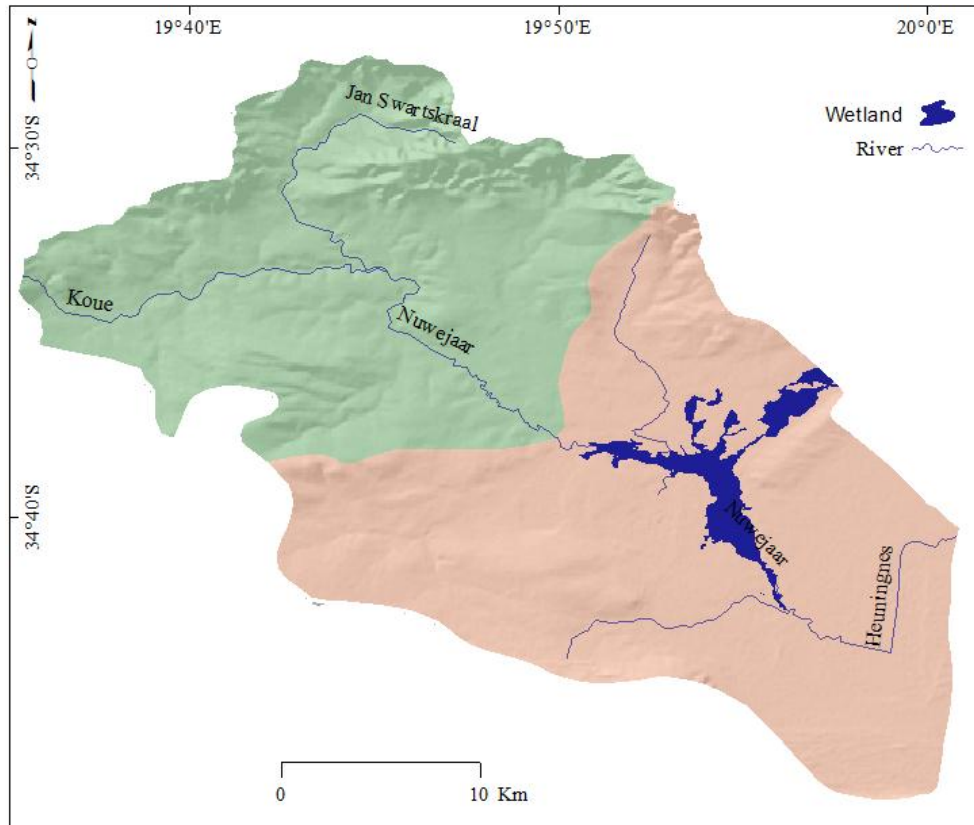 19°40'E
19°50'E
20°0'E
z
Jan Swartskraal
Wetland
River
34°30'S
Koue
Nuwejaar
34°40'S
Nuwejaar
Heuningnes
0
10 Km